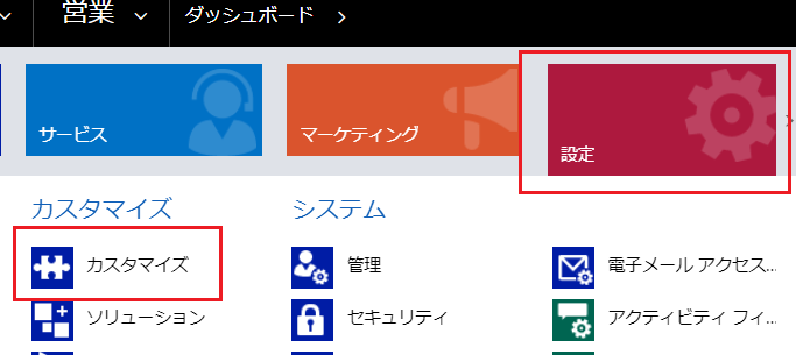 営業 ダッシュボード
サービス
マーケティング
設定
カスタマイズ
システム
カスタマイズ
管理
電子メール アクセス...
ソリューション
セキュリティ
アクティビティ フィ...